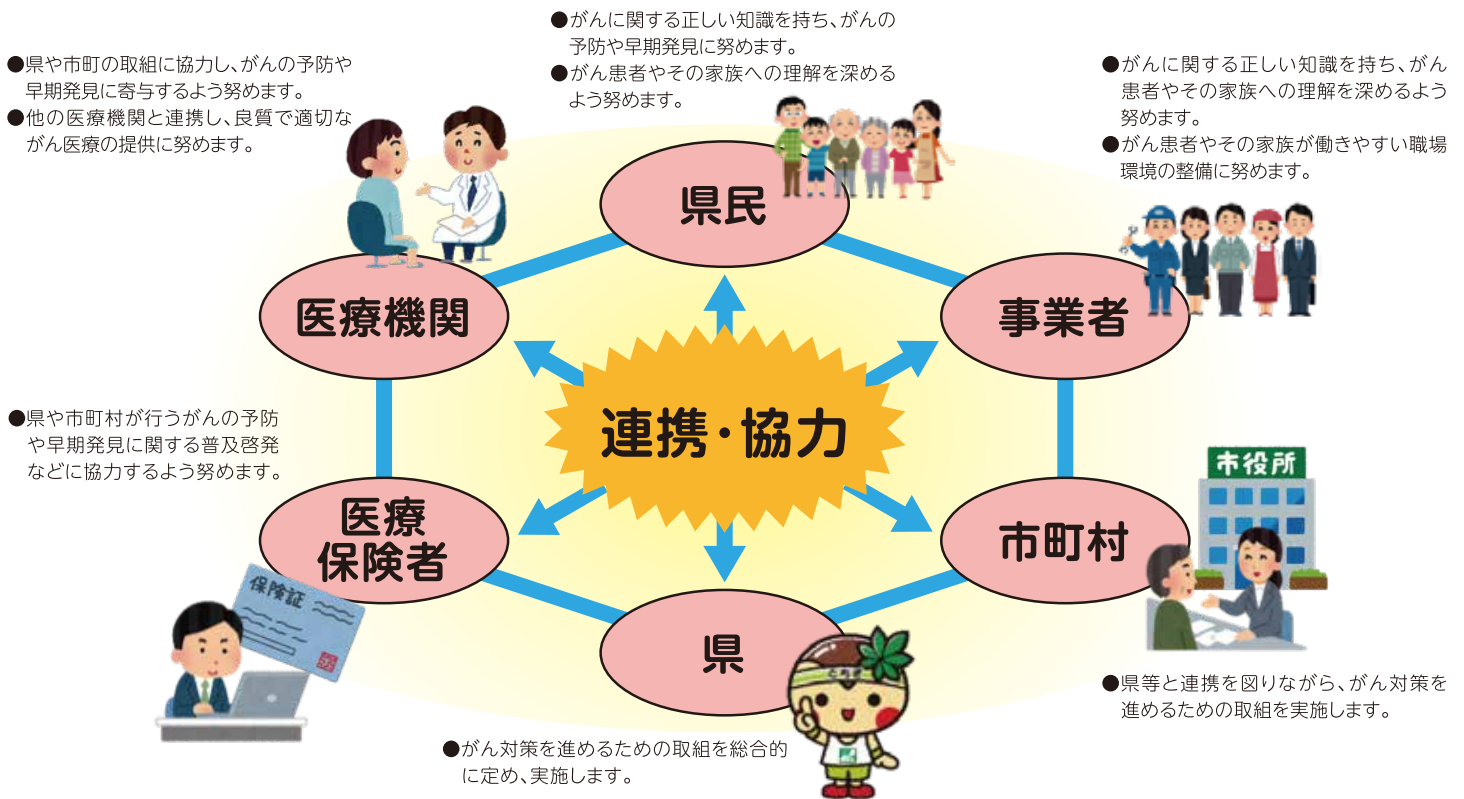 ●がんに関する正しい知識を持ち、がんの
予防や早期発見に努めます。
●がん患者やその家族への理解を深める
よう努めます。
●県や市町の取組に協力し、がんの予防や
早期発見に寄与するよう努めます。
●他の医療機関と連携し、良質で適切な
がん医療の提供に努めます。
●がんに関する正しい知識を持ち、がん
患者やその家族への理解を深めるよう
努めます。
●がん患者やその家族が働きやすい職場
環境の整備に努めます。
県民
医療機関
事業者
連携・協力
●県や市町村が行うがんの予防
や早期発見に関する普及啓発
などに協力するよう努めます。
市役所
医療
保険者
市町村
保険証
県
とちぎ
●県等と連携を図りながら、がん対策を
進めるための取組を実施します。
●がん対策を進めるための取組を総合的
に定め、実施します。